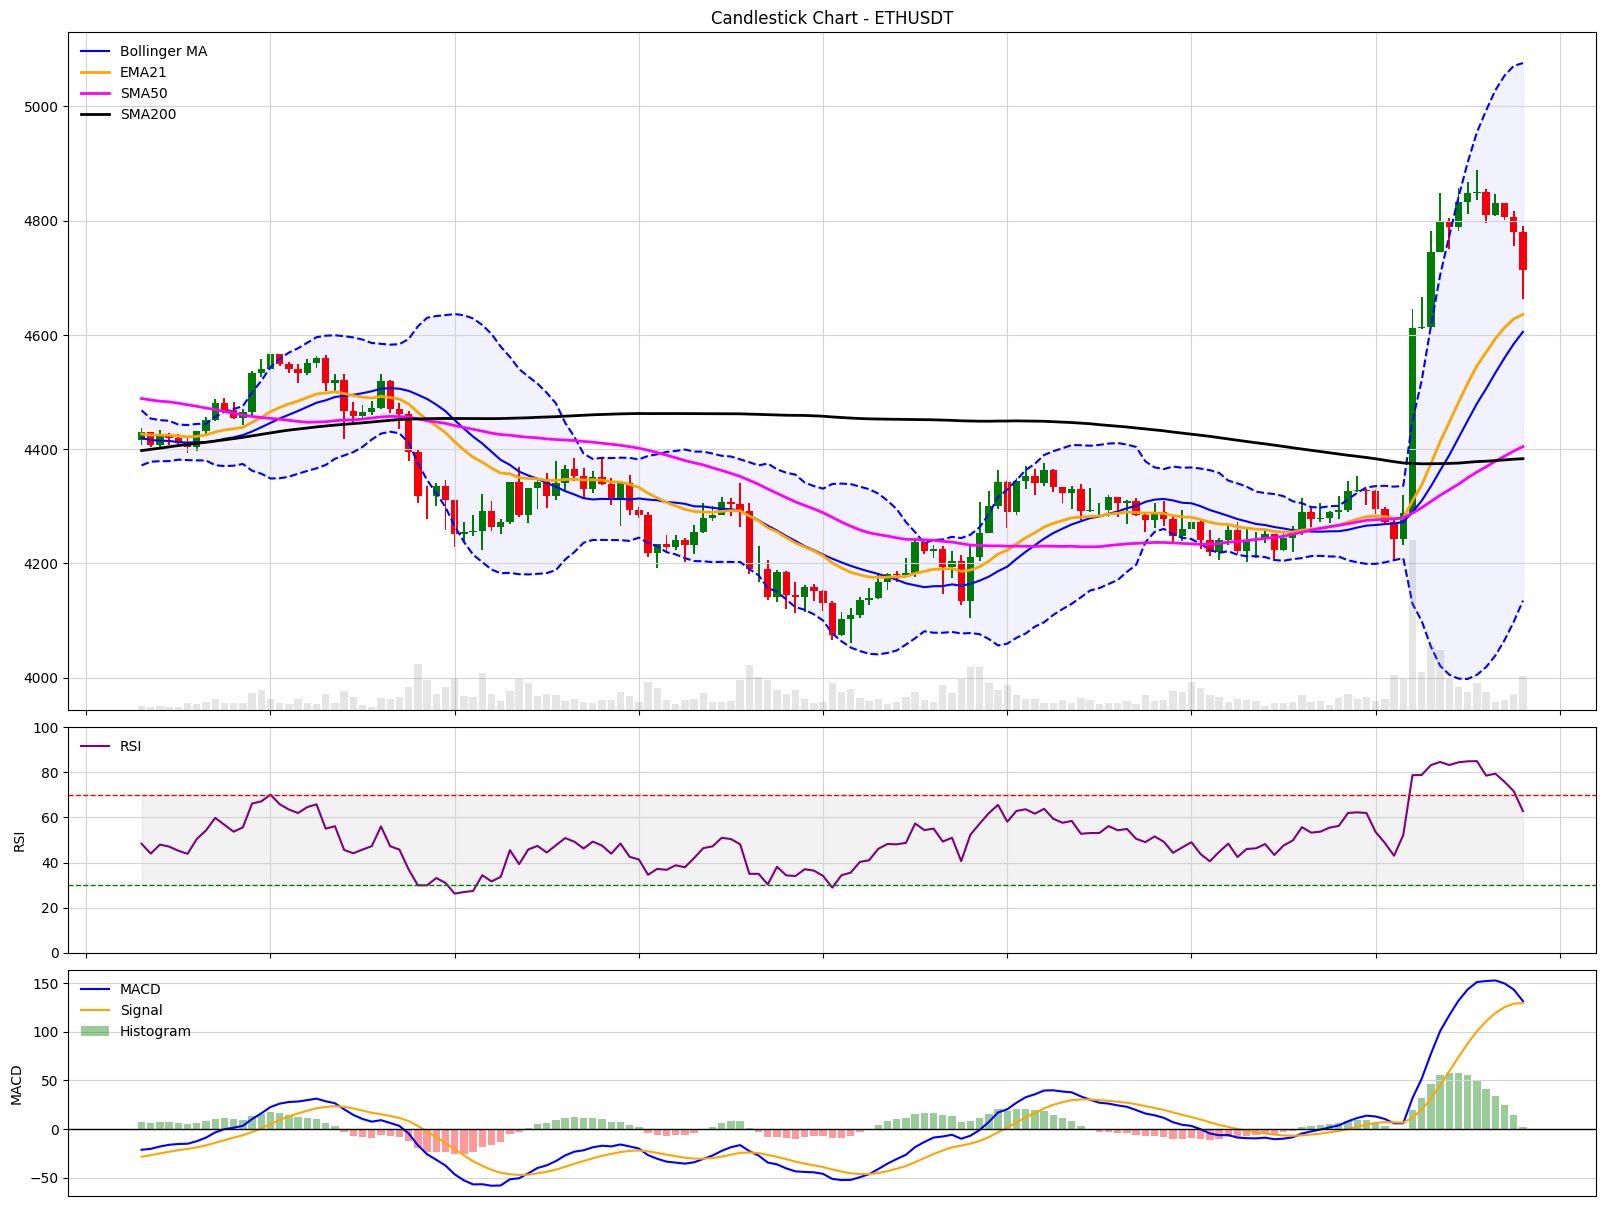 Candlestick Chart - ETHUSDT
Bollinger MA
EMA21
SMA50
SMA200
5000
4800
4600
4400
4200
4000
RSI
100
80
60
40
20
0
RSI
MACD
Signal
Histogram
150
100
50
0
−50
MACD